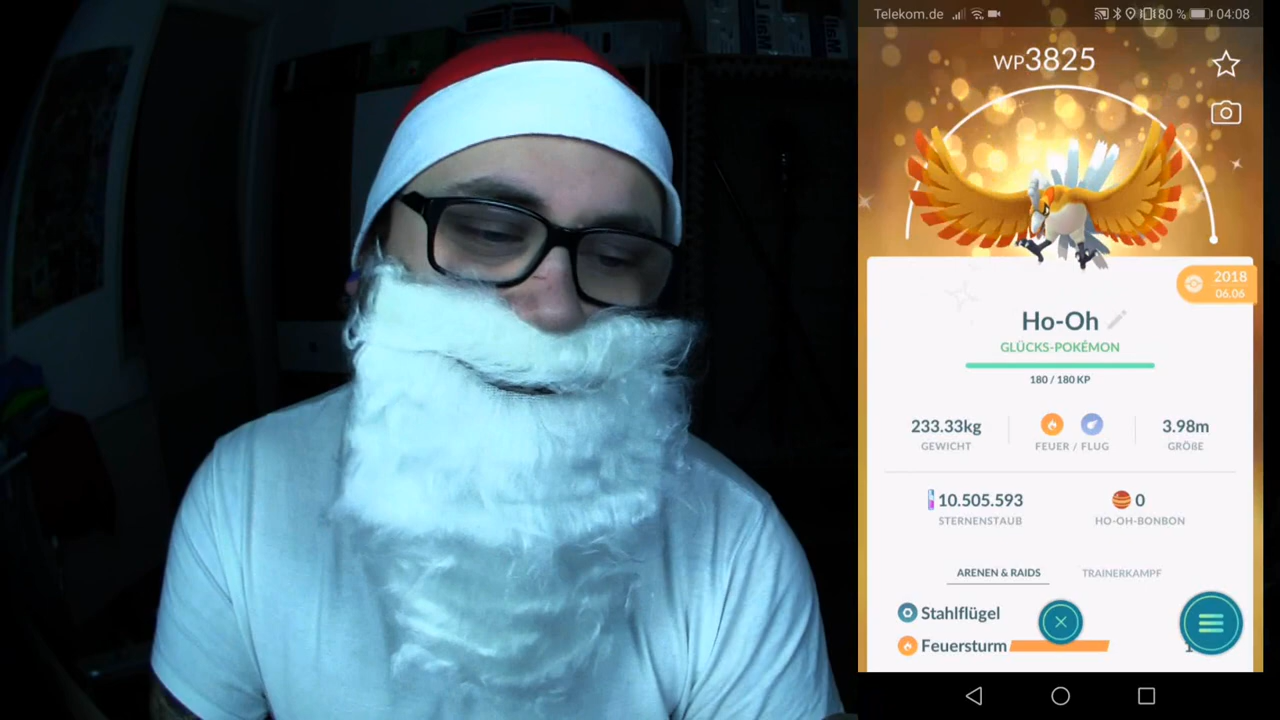 Telekom.de
80 %
04:08
WP3825
2018
06.06
Ho-Oh
GLÜCKS-POKÉMON
180 / 180 KP
233.33kg
GEWICHT
FEUER / FLUG
3.98m
GRÖßE
10.505.593
STERNENSTAUB
0
HO-OH-BONBON
ARENEN & RAIDS
TRAINERKAMPF
Stahlflügel
Feuersturm